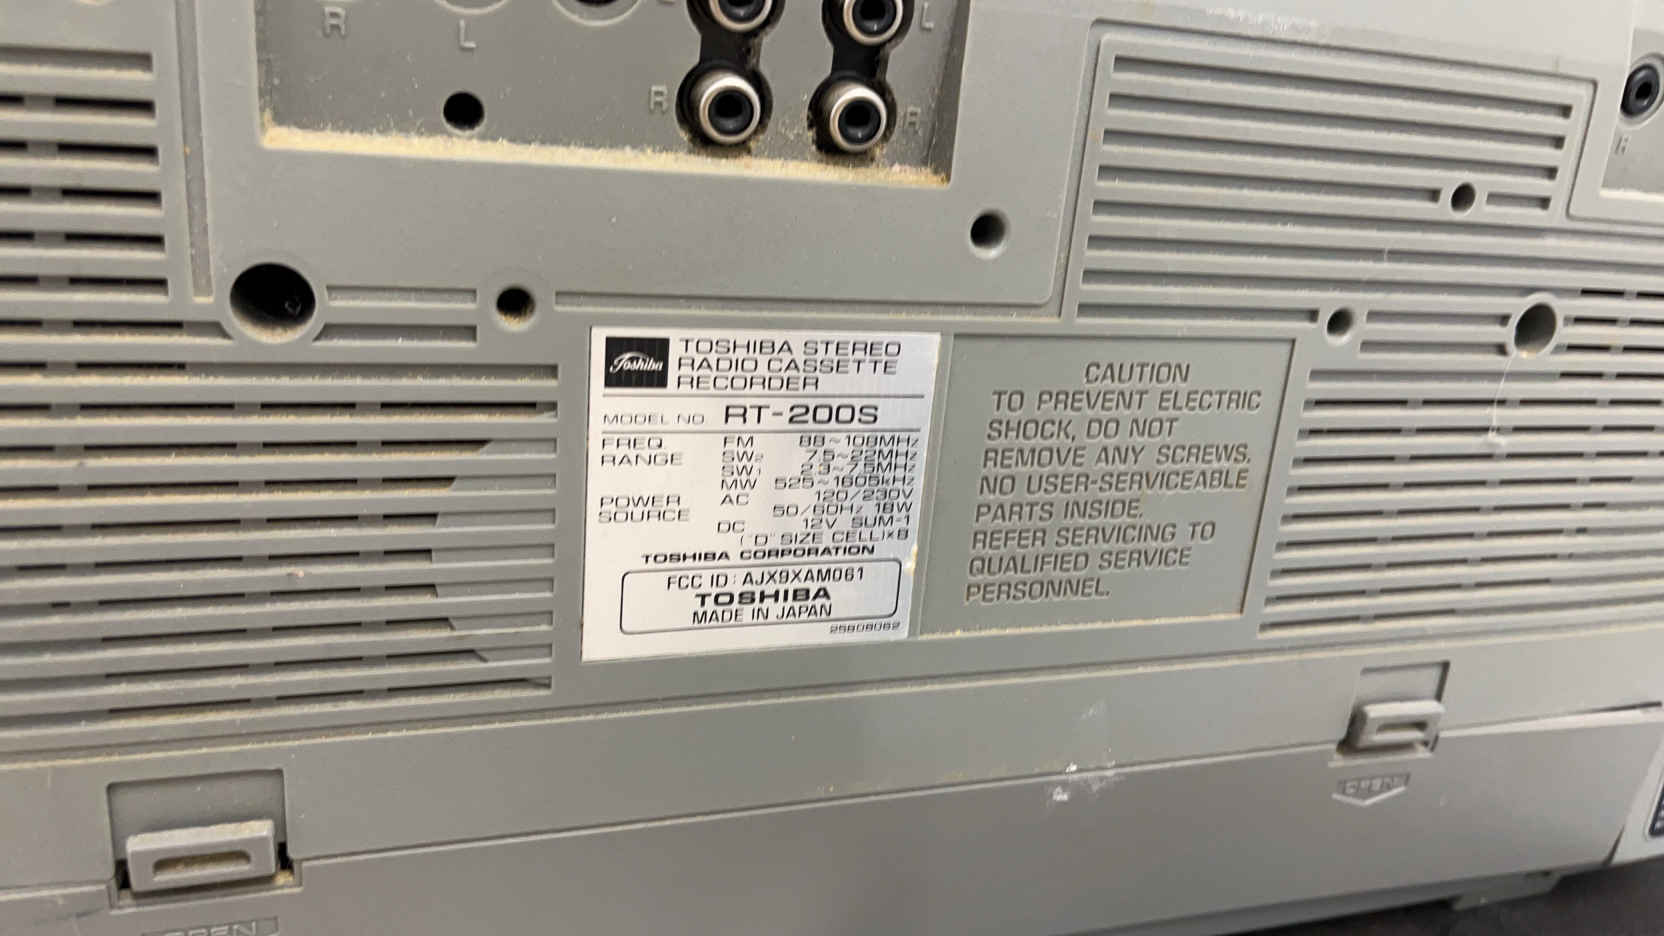 R
L
L
R
R
Toshiba
TOSHIBA STEREO
RADIO CASSETTE
RECORDER
MODEL NO. RT-200S
FREQ. FM 88~108MHz
RANGE SW2 7.5~22MHz
SW1 2.3~7.5MHz
MW 525~1605kHz
POWER AC 120/230V
SOURCE 50/60Hz 18W
DC 12V SUM-1
("D" SIZE CELL)×8
TOSHIBA CORPORATION
FCC ID: AJX9XAM061
TOSHIBA
MADE IN JAPAN
25808062
CAUTION
TO PREVENT ELECTRIC
SHOCK, DO NOT
REMOVE ANY SCREWS.
NO USER-SERVICEABLE
PARTS INSIDE.
REFER SERVICING TO
QUALIFIED SERVICE
PERSONNEL.
OPEN
OPEN